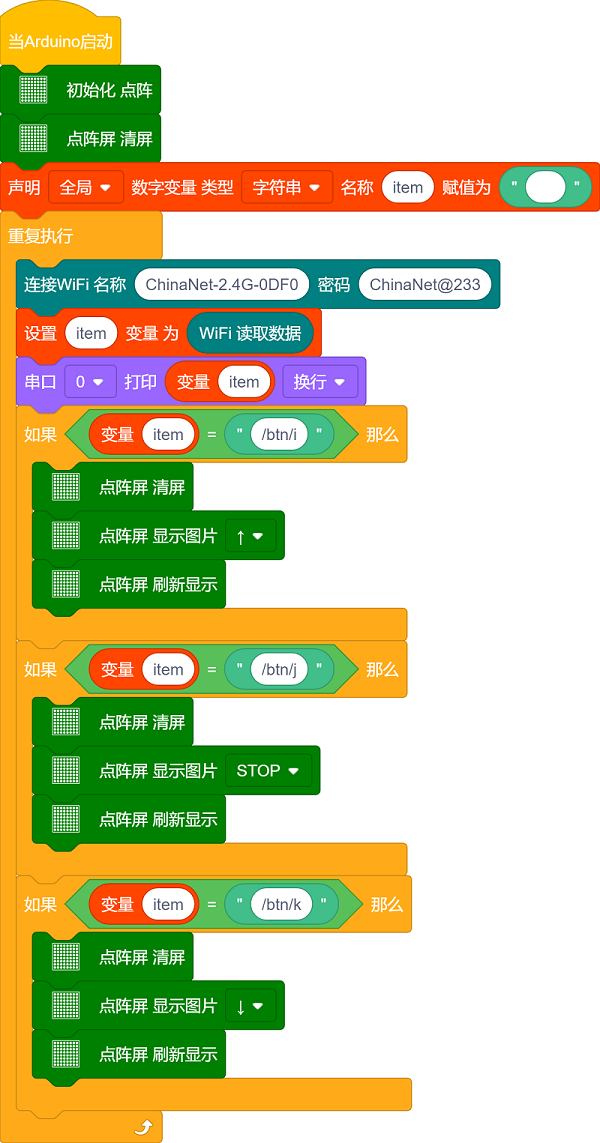 当Arduino启动
初始化 点阵
点阵屏 清屏
声明 全局 数字变量 类型 字符串 名称 item 赋值为 " "
重复执行
连接WiFi 名称 ChinaNet-2.4G-0DF0 密码 ChinaNet@233
设置 item 变量 为 WiFi 读取数据
串口 0 打印 变量 item 换行
如果 变量 item = " /btn/i " 那么
点阵屏 清屏
点阵屏 显示图片 ↑
点阵屏 刷新显示
如果 变量 item = " /btn/j " 那么
点阵屏 清屏
点阵屏 显示图片 STOP
点阵屏 刷新显示
如果 变量 item = " /btn/k " 那么
点阵屏 清屏
点阵屏 显示图片 ↓
点阵屏 刷新显示